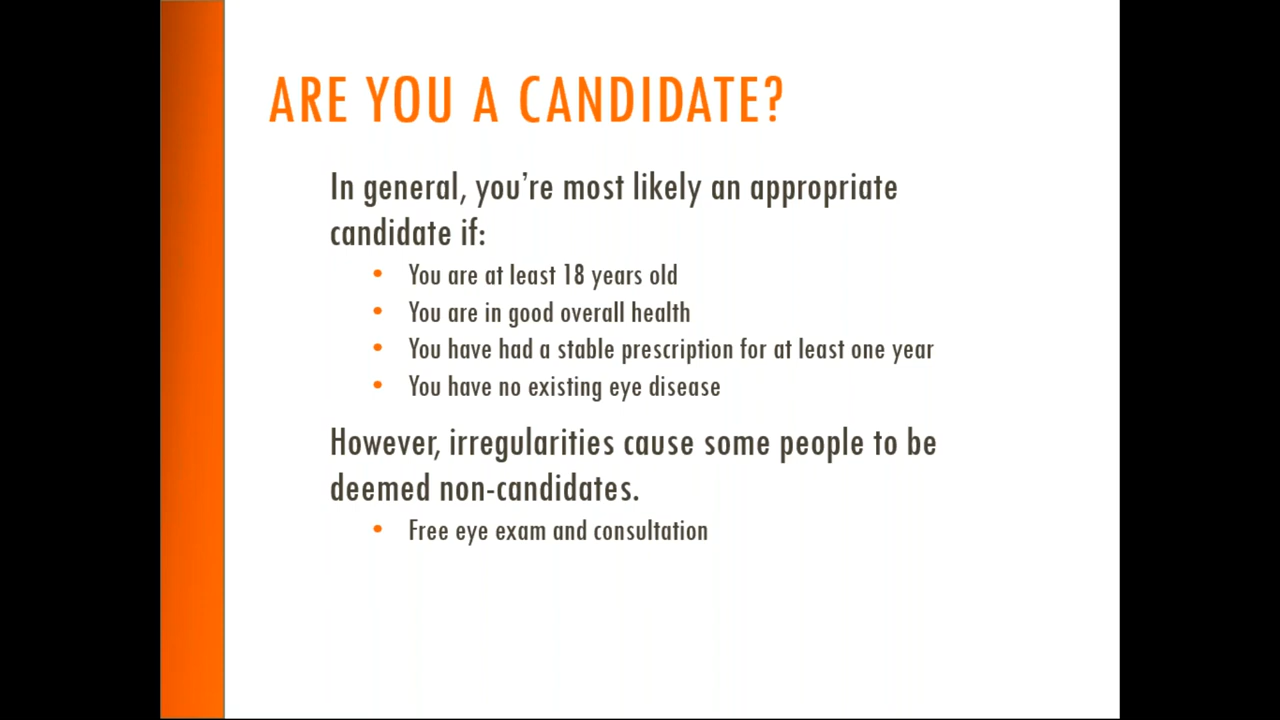 ARE YOU A CANDIDATE?
In general, you’re most likely an appropriate
candidate if:
• You are at least 18 years old
• You are in good overall health
• You have had a stable prescription for at least one year
• You have no existing eye disease
However, irregularities cause some people to be
deemed non-candidates.
• Free eye exam and consultation